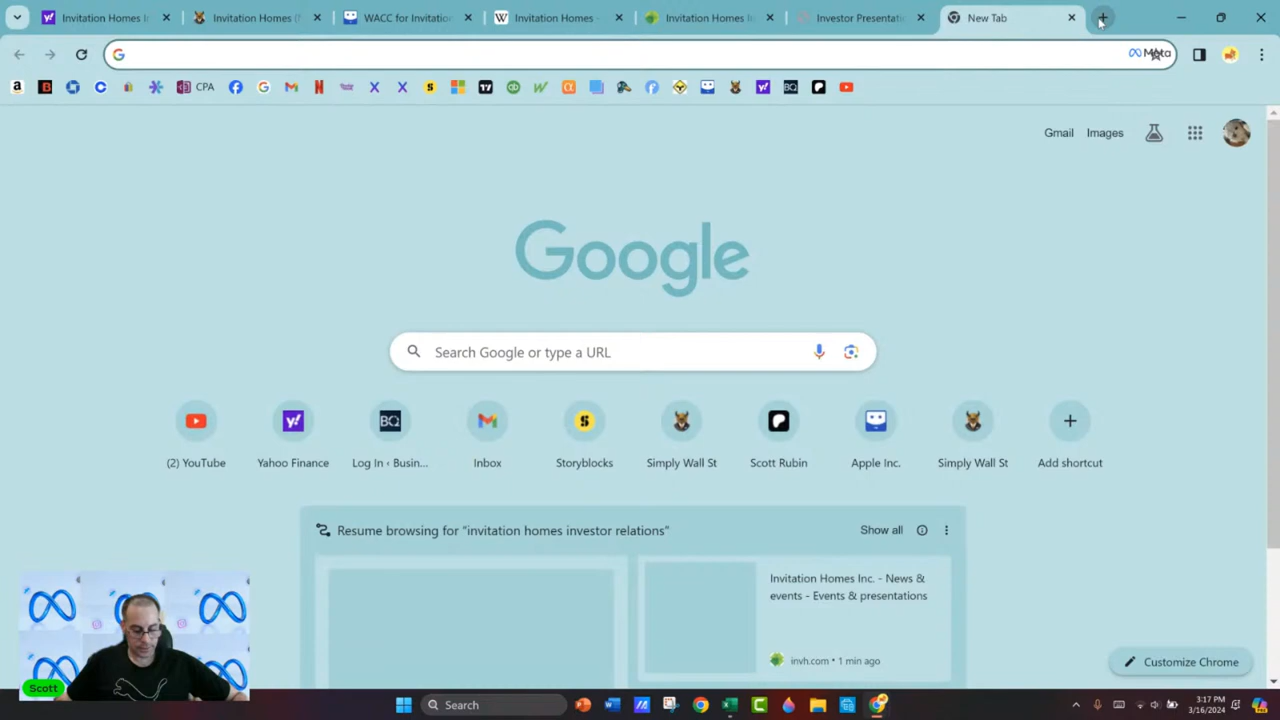 Invitation Homes I
Invitation Homes (
WACC for Invitation
Invitation Homes -
Invitation Homes I
Investor Presentati
New Tab
Meta
CPA
Gmail
Images
Google
Search Google or type a URL
(2) YouTube
Yahoo Finance
Log In ‹ Busin...
Inbox
Storyblocks
Simply Wall St
Scott Rubin
Apple Inc.
Simply Wall St
Add shortcut
Resume browsing for "invitation homes investor relations"
Show all
Invitation Homes Inc. - News &
events - Events & presentations
invh.com • 1 min ago
Customize Chrome
Scott
Search
3:17 PM
3/16/2024